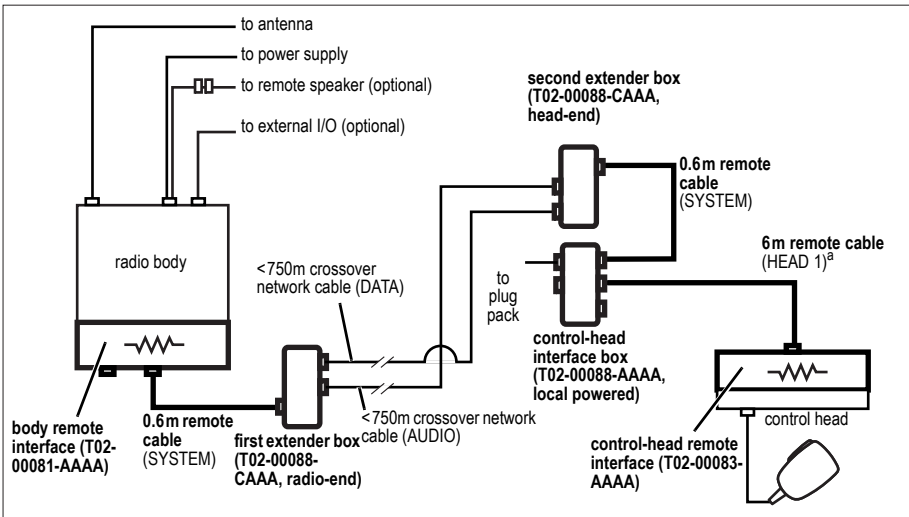 to antenna
to power supply
to remote speaker (optional)
to external I/O (optional)
radio body
<750m crossover
network cable (DATA)
second extender box
(T02-00088-CAAA,
head-end)
0.6m remote
cable
(SYSTEM)
6m remote cable
(HEAD 1)a
to
plug
pack
control-head
interface box
(T02-00088-AAAA,
local powered)
body remote
interface (T02-
00081-AAAA)
0.6m remote
cable
(SYSTEM)
first extender box
(T02-00088-
CAAA, radio-end)
<750m crossover network
cable (AUDIO)
control head
control-head remote
interface (T02-00083-
AAAA)